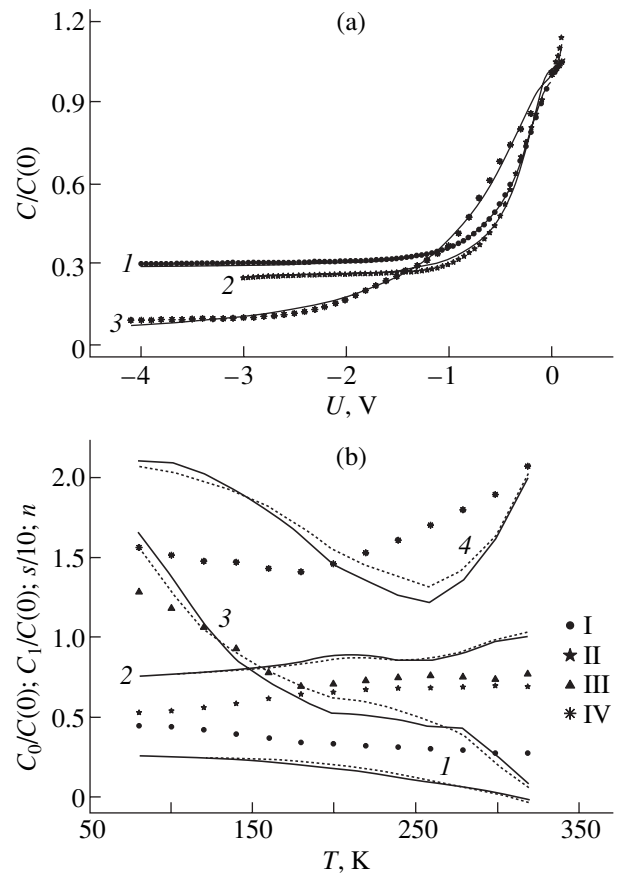 (a)
1.2
0.9
0.6
0.3
0
C/C(0)
1
2
3
−4
−3
−2
−1
0
U, V
(b)
2.0
1.5
1.0
0.5
0
C₀/C(0); C₁/C(0); s/10; n
4
3
2
1
I
II
III
IV
50
150
250
350
T, K